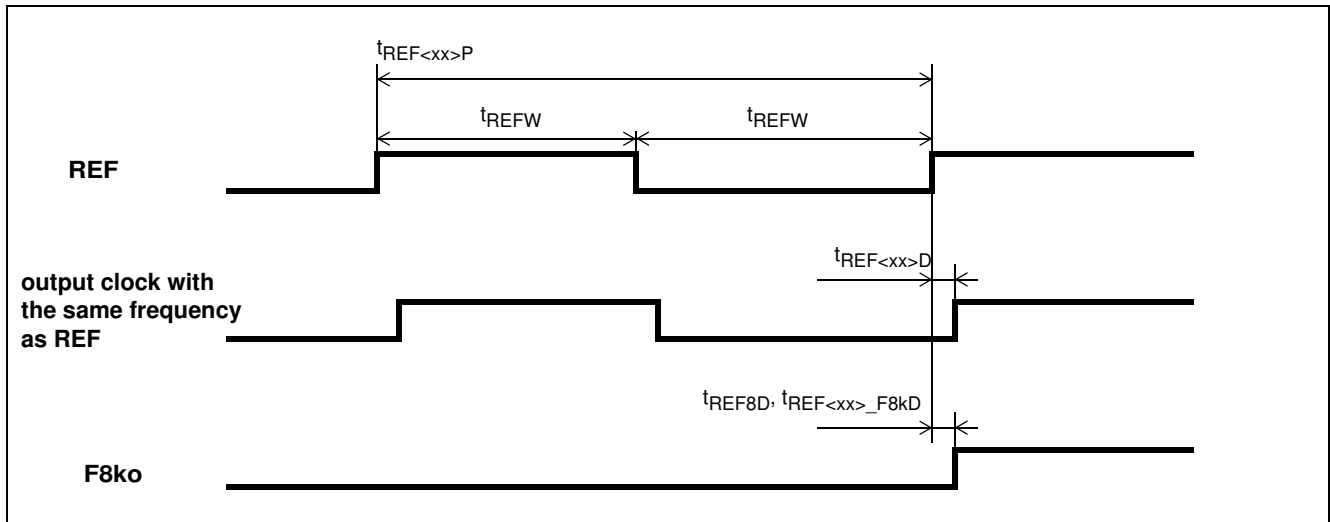 tREF<xx>P
tREFW
tREFW
REF
tREF<xx>D
output clock with
the same frequency
as REF
tREF8D, tREF<xx>_F8kD
F8ko